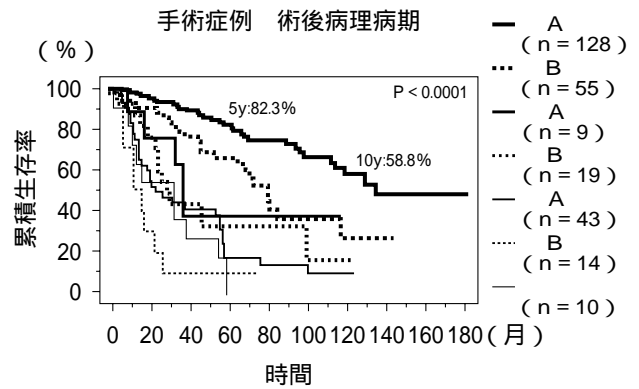 手術症例 術後病理病期
(%)
100
80
60
40
20
0
累積生存率
5y:82.3%
10y:58.8%
P<0.0001
0 20 40 60 80 100 120 140 160 180 (月)
時間
A
(n=128)
B
(n=55)
A
(n=9)
B
(n=19)
A
(n=43)
B
(n=14)
(n=10)